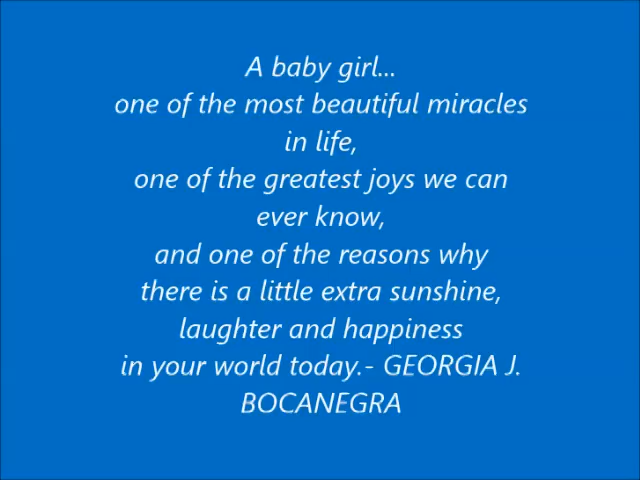 A baby girl...
one of the most beautiful miracles
in life,
one of the greatest joys we can
ever know,
and one of the reasons why
there is a little extra sunshine,
laughter and happiness
in your world today.- GEORGIA J.
BOCANEGRA